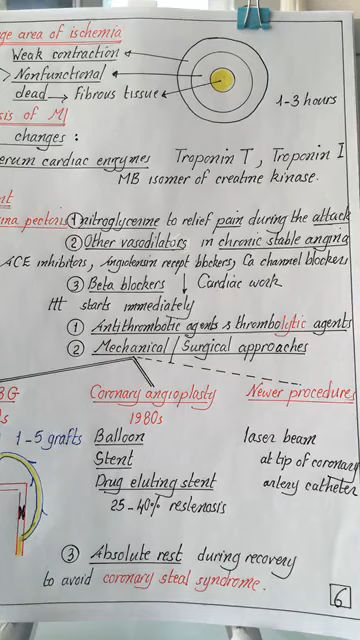 ge area of ischemia
Weak contraction
Nonfunctional
dead → Fibrous tissue
1-3 hours
sis of MI
changes :
erum cardiac engymes Troponin T, Troponin I
MB isomer of creatine kinase.
nt
ina pectoris ① nitroglycerine to relief pain during the attack
② Other vasodilators in chronic stable angina
ACE inhibitors, Angiotensin recept blockers, Ca channel blockers
③ Beta blockers ↓ Cardiac work
ttt starts immediately
① Antithrombotic agents & thrombolytic agents
② Mechanical / Surgical approaches
BG Coronary angioplasty Newer procedures
0s 1980s
1-5 grafts Balloon laser beam
Stent at tip of coronary
Drug eluting stent artery catheter
25-40% restenosis
M
③ Absolute rest during recovery
to avoid coronary steal syndrome.
6